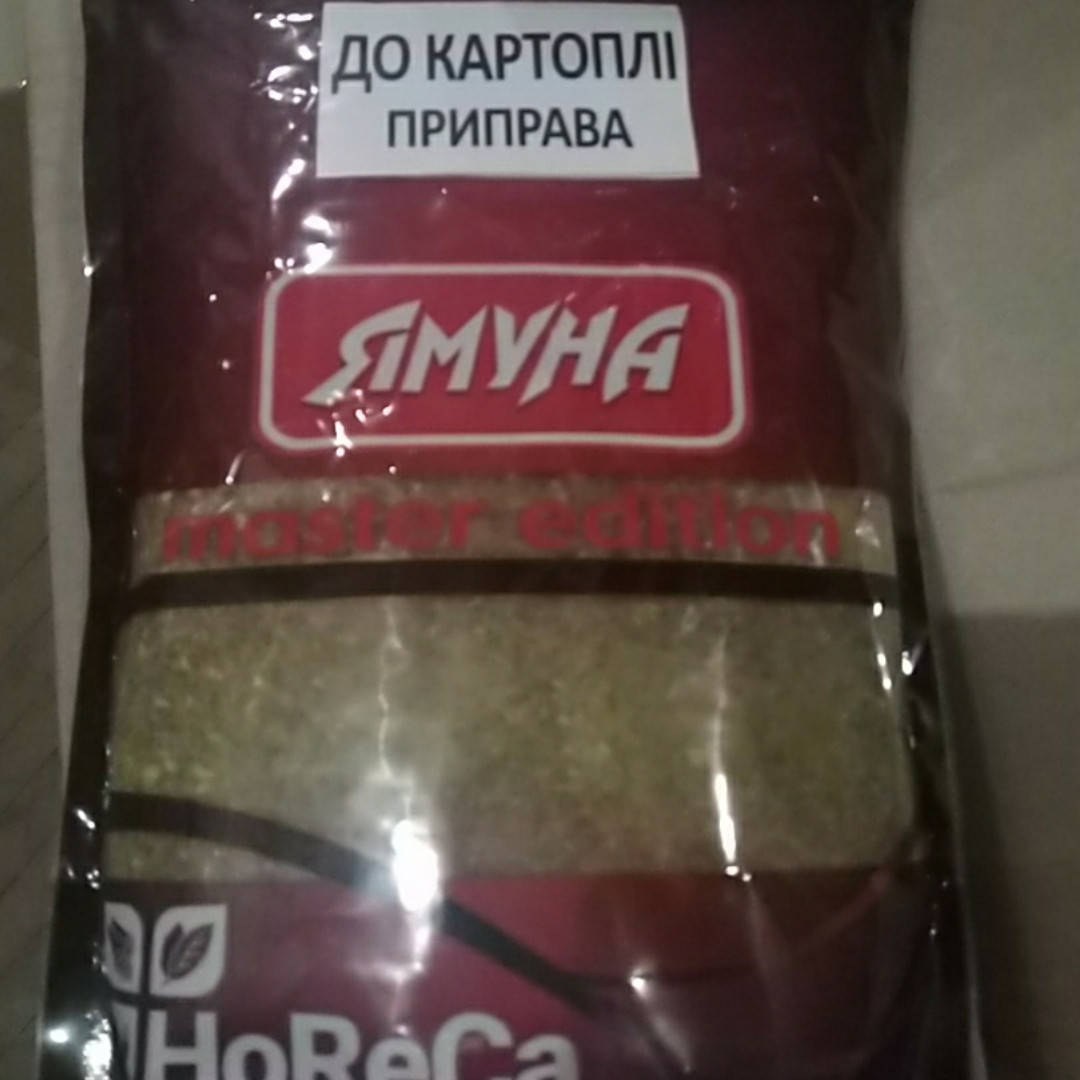 ДО КАРТОПЛІ
ПРИПРАВА
ЯМУНА
master edition
HoReCa